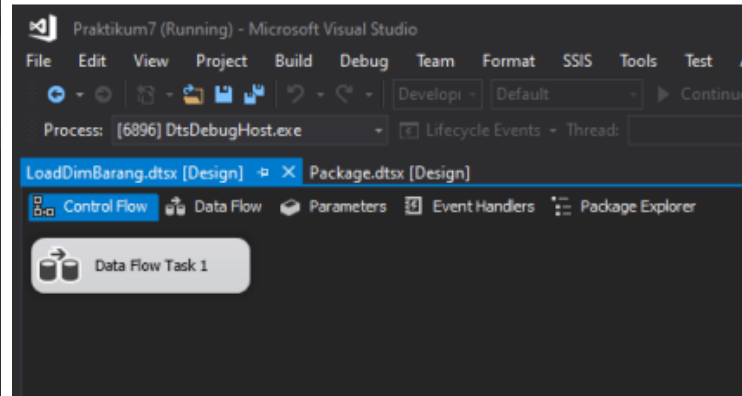 Praktikum7 (Running) - Microsoft Visual Studio
File Edit View Project Build Debug Team Format SSIS Tools Test
Default Continue
Process: [6896] DtsDebugHost.exe Lifecycle Events Thread:
LoadDimBarang.dtsx [Design] Package.dtsx [Design]
Control Flow Data Flow Parameters Event Handlers Package Explorer
Data Flow Task 1